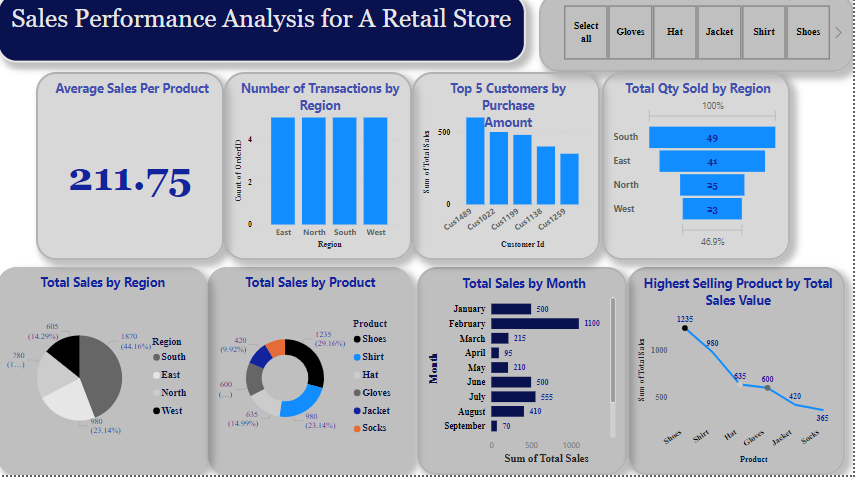 Sales Performance Analysis for A Retail Store
Select
all
Gloves
Hat
Jacket
Shirt
Shoes
Average Sales Per Product
211.75
Number of Transactions by
Region
Count of OrderID
4
2
0
East
North
South
West
Region
Top 5 Customers by
Purchase
Amount
Sum of Total Sales
500
0
Cus1489
Cus1022
Cus1199
Cus1138
Cus1259
Customer Id
Total Qty Sold by Region
100%
South
49
East
41
North
25
West
23
46.9%
Total Sales by Region
605
(14.29%)
780
(1...)
1870
(44.16%)
980
(23.14%)
Region
South
East
North
West
Total Sales by Product
420
(9.92%)
600
(...)
635
(14.99%)
980
(23.14%)
1235
(29.16%)
Product
Shoes
Shirt
Hat
Gloves
Jacket
Socks
Total Sales by Month
Month
January 500
February 1100
March 215
April 95
May 210
June 500
July 555
August 410
September 70
0
500
1000
Sum of Total Sales
Highest Selling Product by Total
Sales Value
Sum of Total Sales
1000
500
1235
980
635
600
420
365
Shoes
Shirt
Hat
Gloves
Jacket
Socks
Product